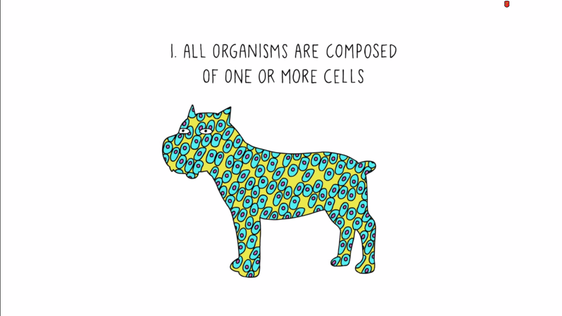 1. ALL ORGANISMS ARE COMPOSED
OF ONE OR MORE CELLS